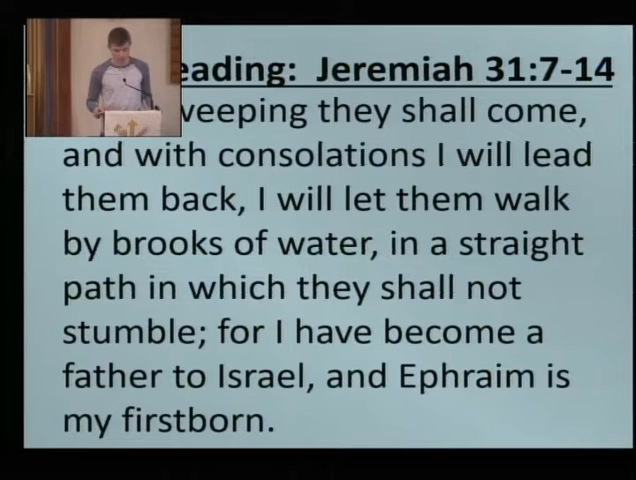 eading: Jeremiah 31:7-14
weeping they shall come,
and with consolations I will lead
them back, I will let them walk
by brooks of water, in a straight
path in which they shall not
stumble; for I have become a
father to Israel, and Ephraim is
my firstborn.